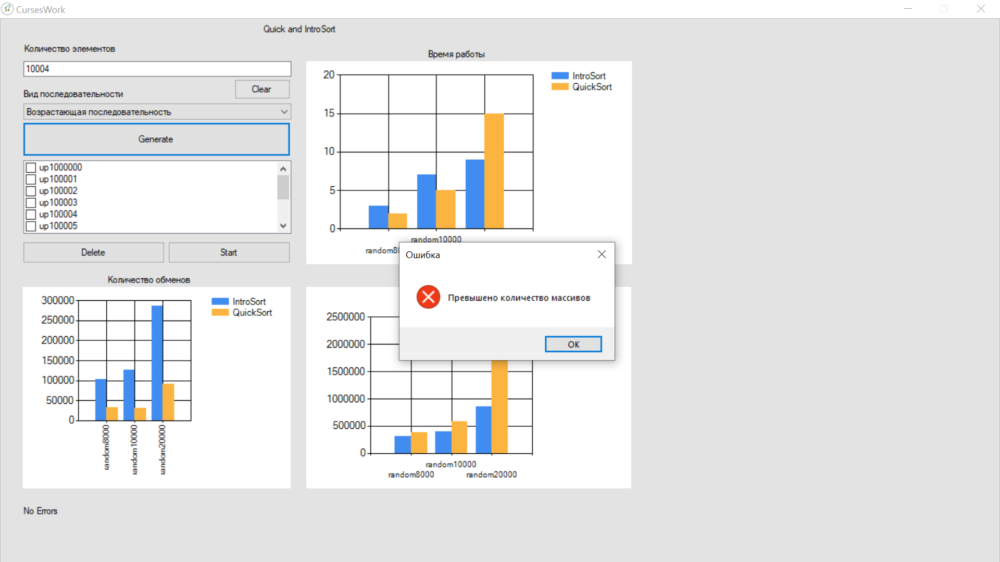 CursesWork
Quick and IntroSort
Количество элементов
10004
Clear
Вид последовательности
Возрастающая последовательность
Generate
up1000000
up100001
up100002
up100003
up100004
up100005
Delete
Start
Время работы
20
15
10
5
0
IntroSort
QuickSort
random10000
Ошибка
Превышено количество массивов
OK
Количество обменов
300000
250000
200000
150000
100000
50000
0
random8000
random10000
random20000
IntroSort
QuickSort
2500000
2000000
1500000
1000000
500000
0
random10000
random8000
random20000
No Errors